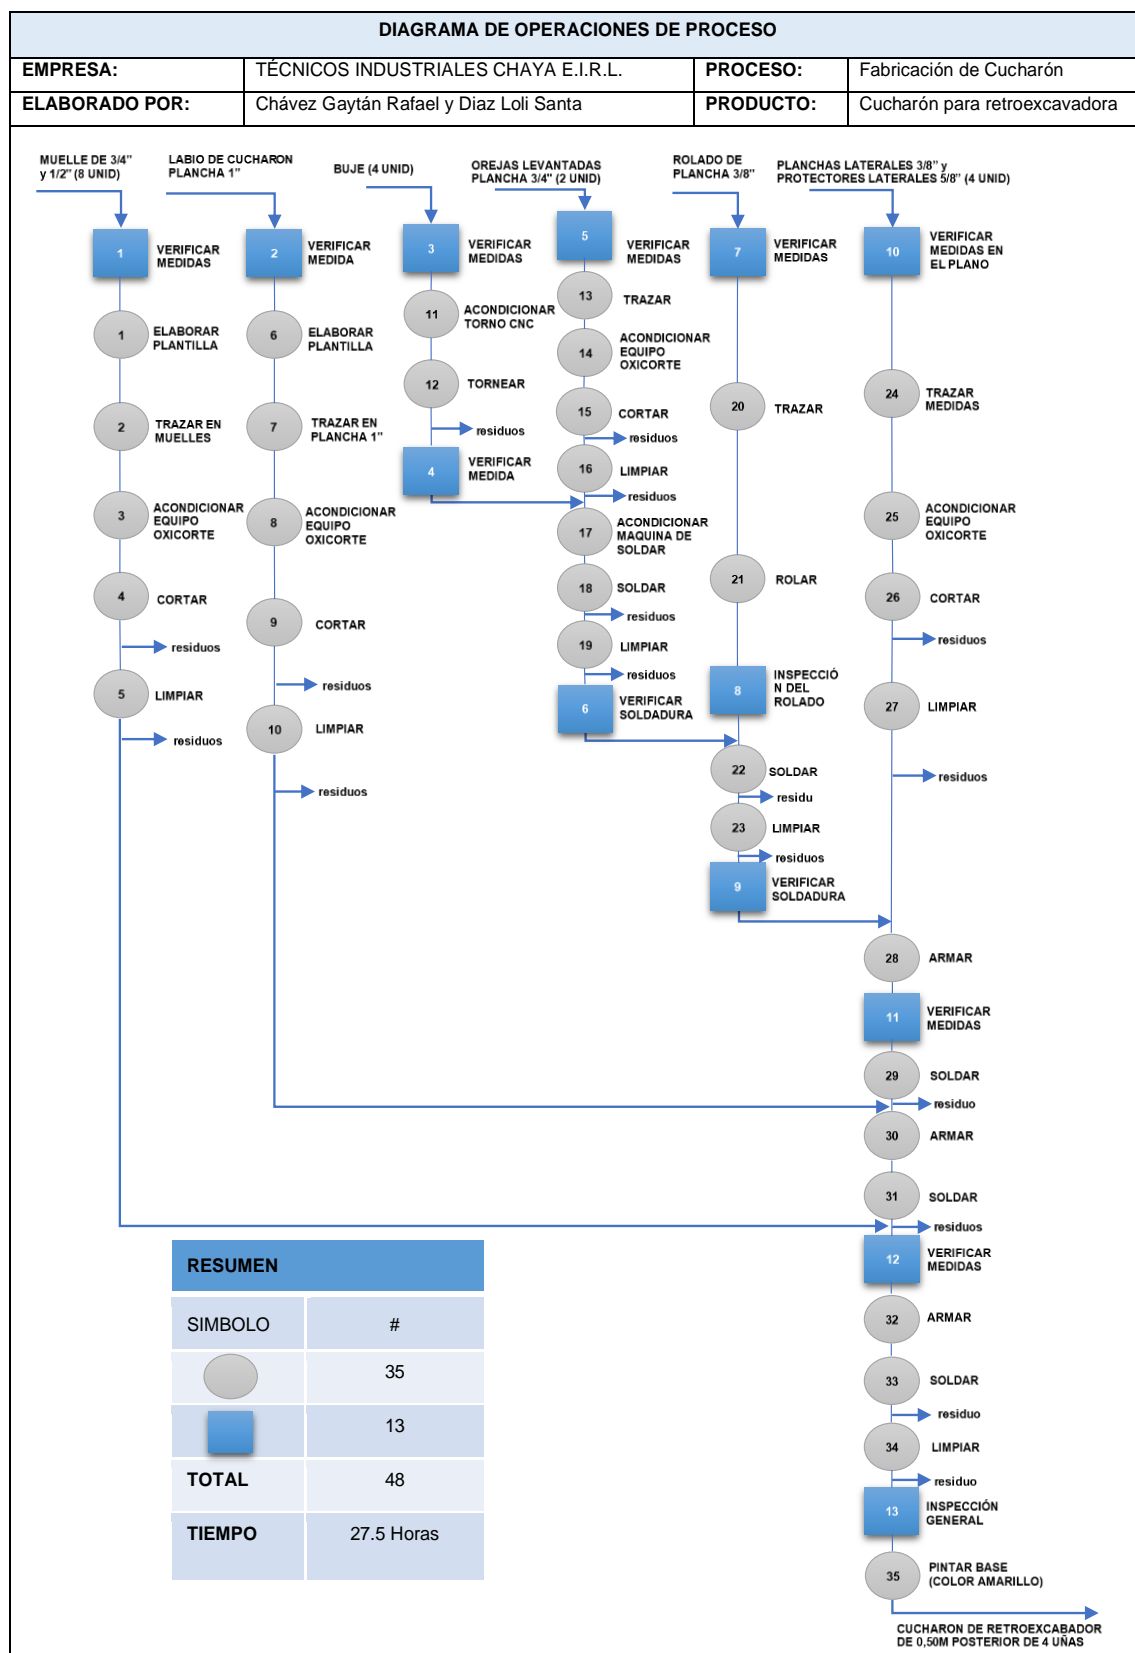 DIAGRAMA DE OPERACIONES DE PROCESO
EMPRESA:
TÉCNICOS INDUSTRIALES CHAYA E.I.R.L.
PROCESO:
Fabricación de Cucharón
ELABORADO POR:
Chávez Gaytán Rafael y Diaz Loli Santa
PRODUCTO:
Cucharón para retroexcavadora
MUELLE DE 3/4"
y 1/2" (8 UNID)
1
VERIFICAR
MEDIDAS
1
ELABORAR
PLANTILLA
2
TRAZAR EN
MUELLES
3
ACONDICIONAR
EQUIPO
OXICORTE
4
CORTAR
residuos
5
LIMPIAR
residuos
LABIO DE CUCHARON
PLANCHA 1"
2
VERIFICAR
MEDIDA
6
ELABORAR
PLANTILLA
7
TRAZAR EN
PLANCHA 1"
8
ACONDICIONAR
EQUIPO
OXICORTE
9
CORTAR
residuos
10
LIMPIAR
residuos
BUJE (4 UNID)
3
VERIFICAR
MEDIDAS
11
ACONDICIONAR
TORNO CNC
12
TORNEAR
residuos
4
VERIFICAR
MEDIDA
OREJAS LEVANTADAS
PLANCHA 3/4" (2 UNID)
5
VERIFICAR
MEDIDAS
13
TRAZAR
14
ACONDICIONAR
EQUIPO
OXICORTE
15
CORTAR
residuos
16
LIMPIAR
residuos
17
ACONDICIONAR
MAQUINA DE
SOLDAR
18
SOLDAR
residuos
19
LIMPIAR
residuos
6
VERIFICAR
SOLDADURA
ROLADO DE
PLANCHA 3/8"
7
VERIFICAR
MEDIDAS
20
TRAZAR
21
ROLAR
8
INSPECCIÓ
N DEL
ROLADO
22
SOLDAR
residu
23
LIMPIAR
residuos
9
VERIFICAR
SOLDADURA
PLANCHAS LATERALES 3/8" y
PROTECTORES LATERALES 5/8" (4 UNID)
10
VERIFICAR
MEDIDAS EN
EL PLANO
24
TRAZAR
MEDIDAS
25
ACONDICIONAR
EQUIPO
OXICORTE
26
CORTAR
residuos
27
LIMPIAR
residuos
28
ARMAR
11
VERIFICAR
MEDIDAS
29
SOLDAR
residuo
30
ARMAR
31
SOLDAR
residuos
12
VERIFICAR
MEDIDAS
32
ARMAR
33
SOLDAR
residuo
34
LIMPIAR
residuo
13
INSPECCIÓN
GENERAL
35
PINTAR BASE
(COLOR AMARILLO)
CUCHARON DE RETROEXCABADOR
DE 0,50M POSTERIOR DE 4 UÑAS
RESUMEN
SIMBOLO
#
35
13
TOTAL
48
TIEMPO
27.5 Horas